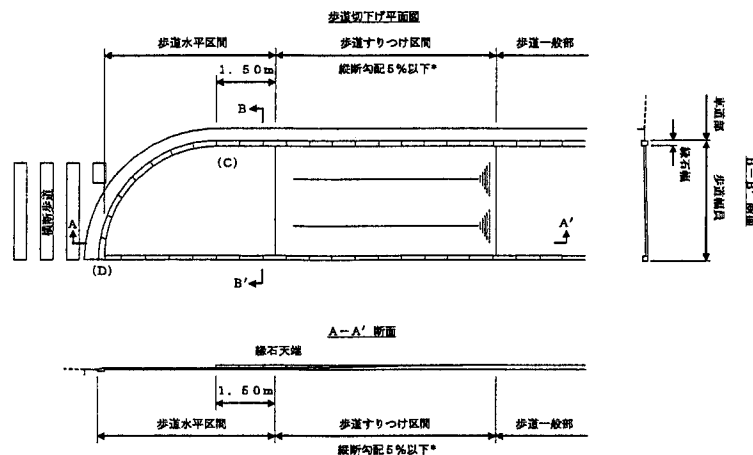 歩道切下げ平面図
歩道水平区間
歩道すりつけ区間
歩道一般部
1.50m
縦断勾配5%以下*
B
(C)
横断歩道
A
A'
(D)
B'
車道部
縁石幅
歩道幅員
B-B' 断面
A-A' 断面
縁石天端
1.50m
歩道水平区間
歩道すりつけ区間
歩道一般部
縦断勾配5%以下*